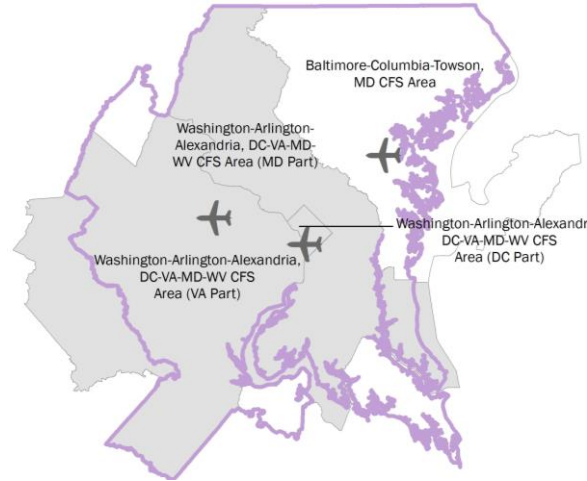 Baltimore-Columbia-Towson,
MD CFS Area
Washington-Arlington-
Alexandria, DC-VA-MD-
WV CFS Area (MD Part)
Washington-Arlington-Alexandr
DC-VA-MD-WV CFS
Area (DC Part)
Washington-Arlington-Alexandria,
DC-VA-MD-WV CFS
Area (VA Part)